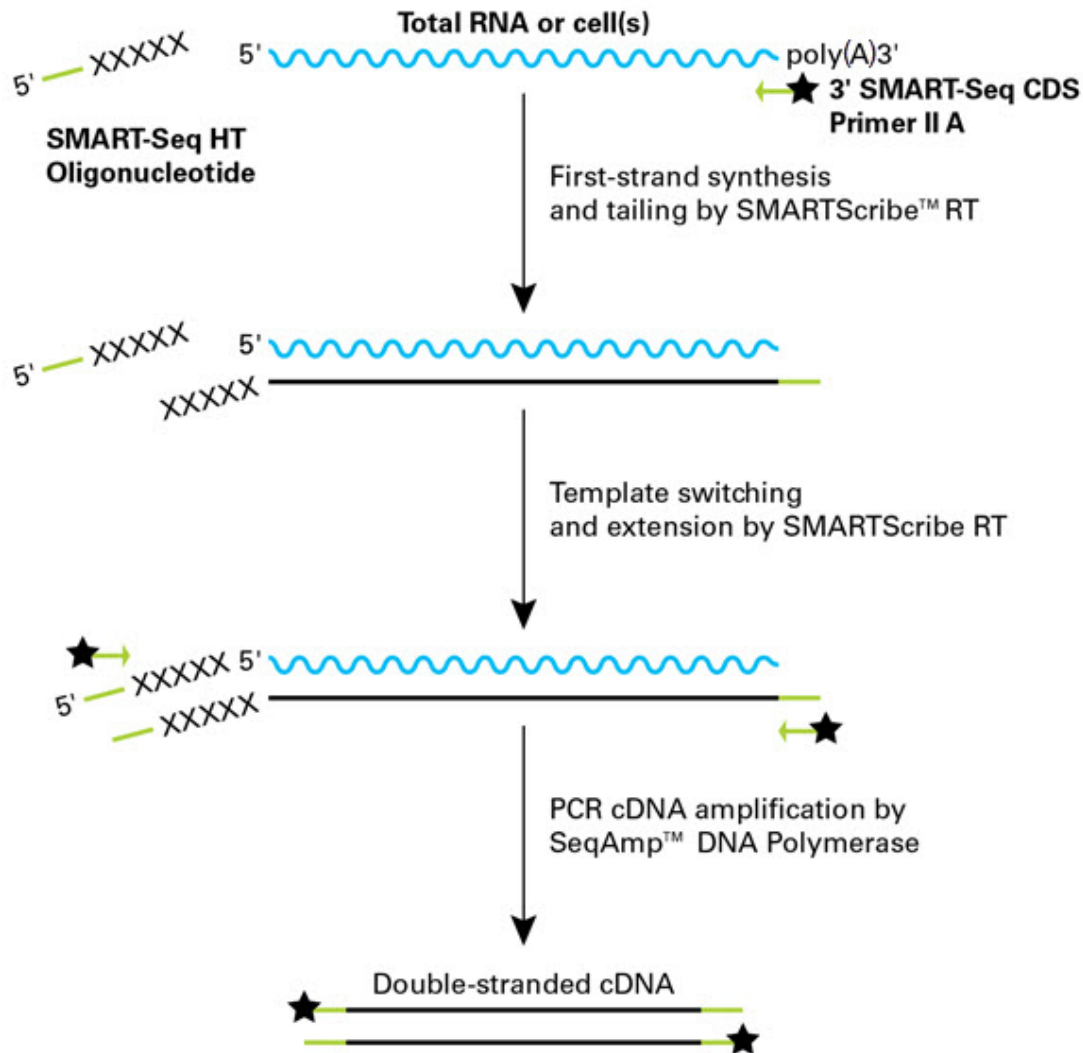 Total RNA or cell(s)
5' XXXXX
5'
poly(A)3'
3' SMART-Seq CDS
Primer II A
SMART-Seq HT
Oligonucleotide
First-strand synthesis
and tailing by SMARTScribe™ RT
5' XXXXX
5'
XXXXX
Template switching
and extension by SMARTScribe RT
5' XXXXX
5'
XXXXX
PCR cDNA amplification by
SeqAmp™ DNA Polymerase
Double-stranded cDNA